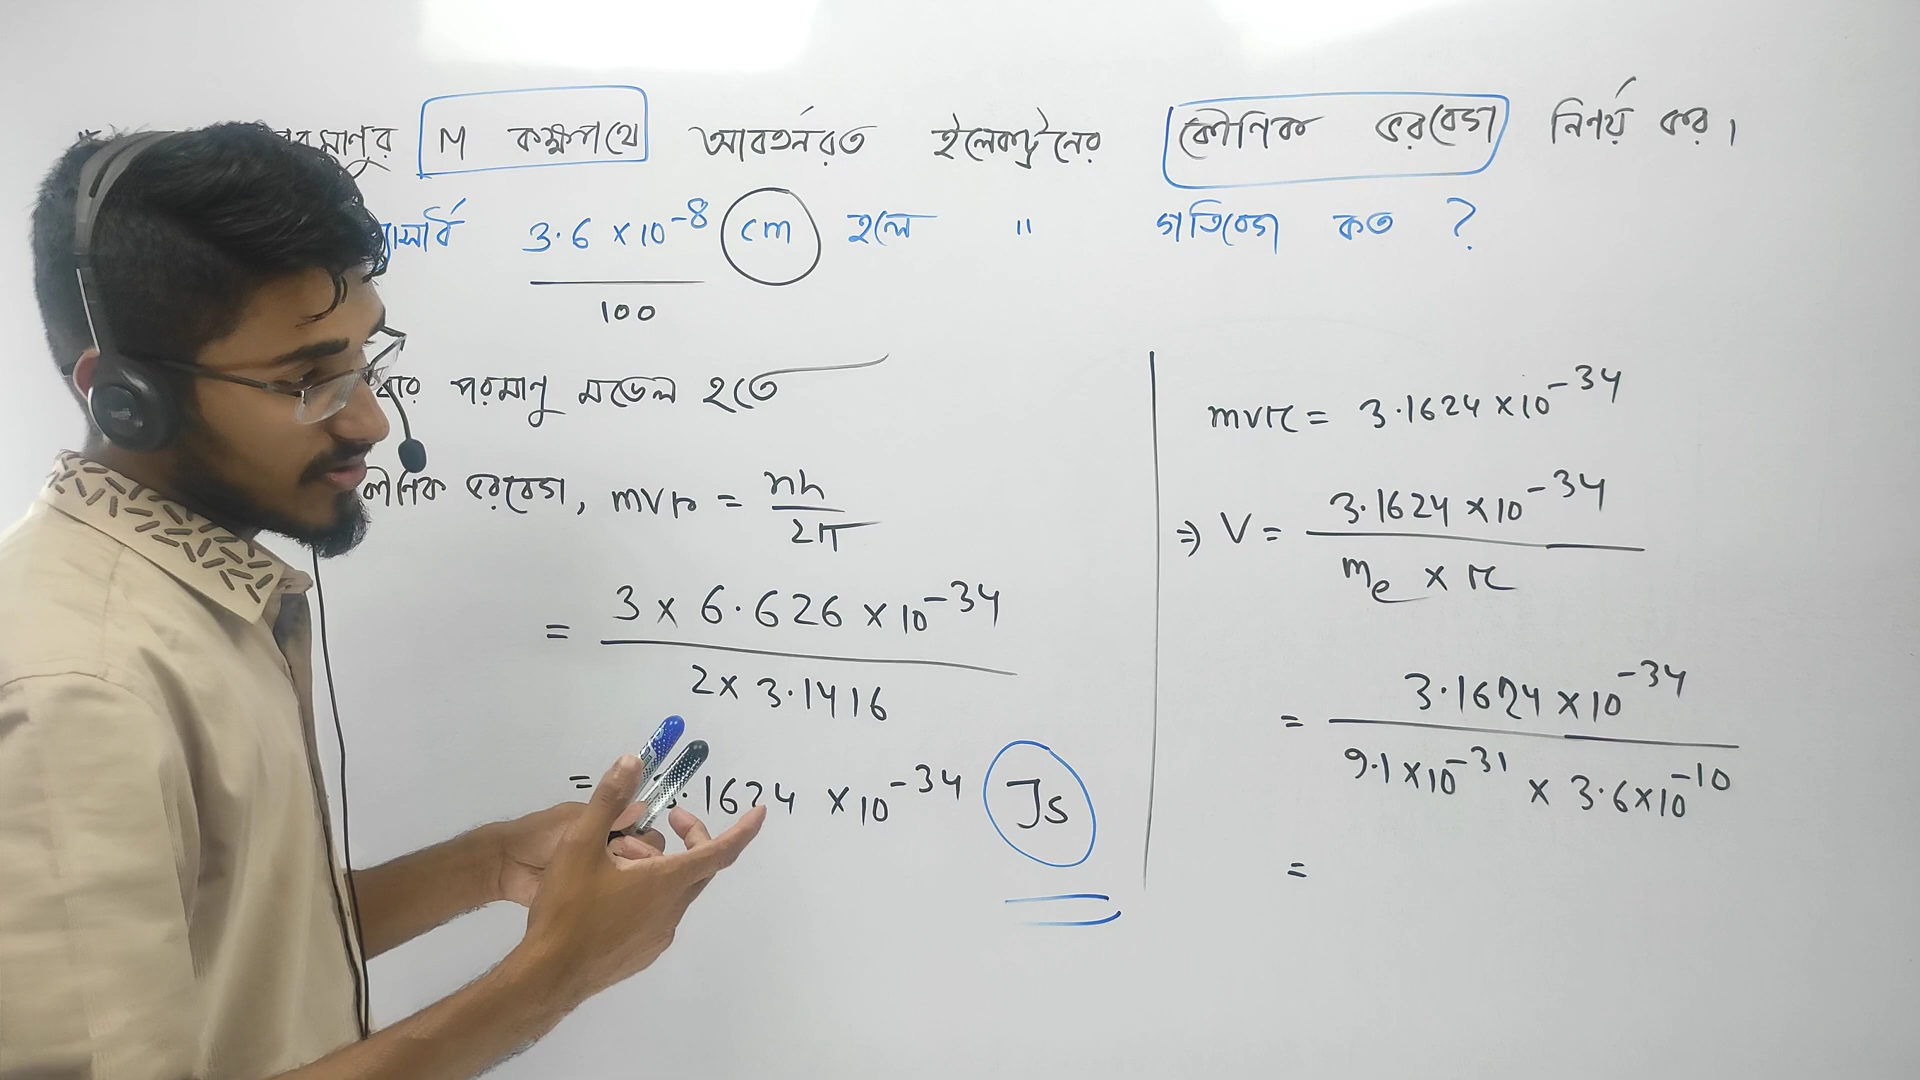 M কক্ষপথে আবর্তনরত ইলেকট্রনের কৌণিক ভরবেগ নির্ণয় কর।
3.6 × 10⁻⁸ cm হলে " গতিবেগ কত ?
100
পরমাণু মডেল হতে
ভরবেগ, mvr = nh / 2π
= 3 × 6.626 × 10⁻³⁴ / 2 × 3.1416
= 3.1624 × 10⁻³⁴ Js
mvr = 3.1624 × 10⁻³⁴
⇒ V = 3.1624 × 10⁻³⁴ / mₑ × r
= 3.1624 × 10⁻³⁴ / 9.1 × 10⁻³¹ × 3.6 × 10⁻¹⁰
=